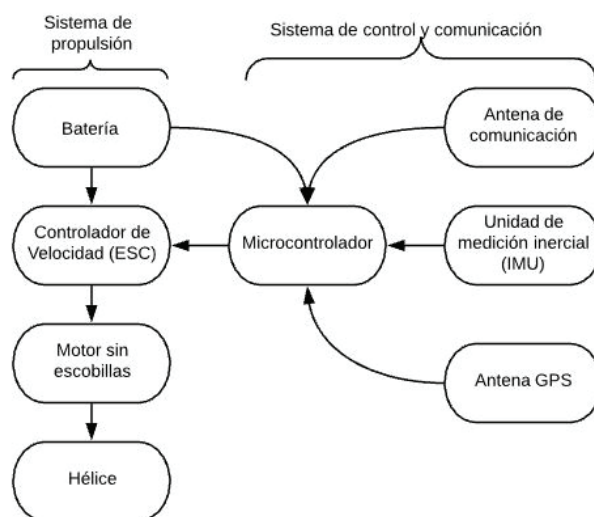 Sistema de
propulsión
Sistema de control y comunicación
Batería
Antena de
comunicación
Controlador de
Velocidad (ESC)
Microcontrolador
Unidad de
medición inercial
(IMU)
Motor sin
escobillas
Antena GPS
Hélice